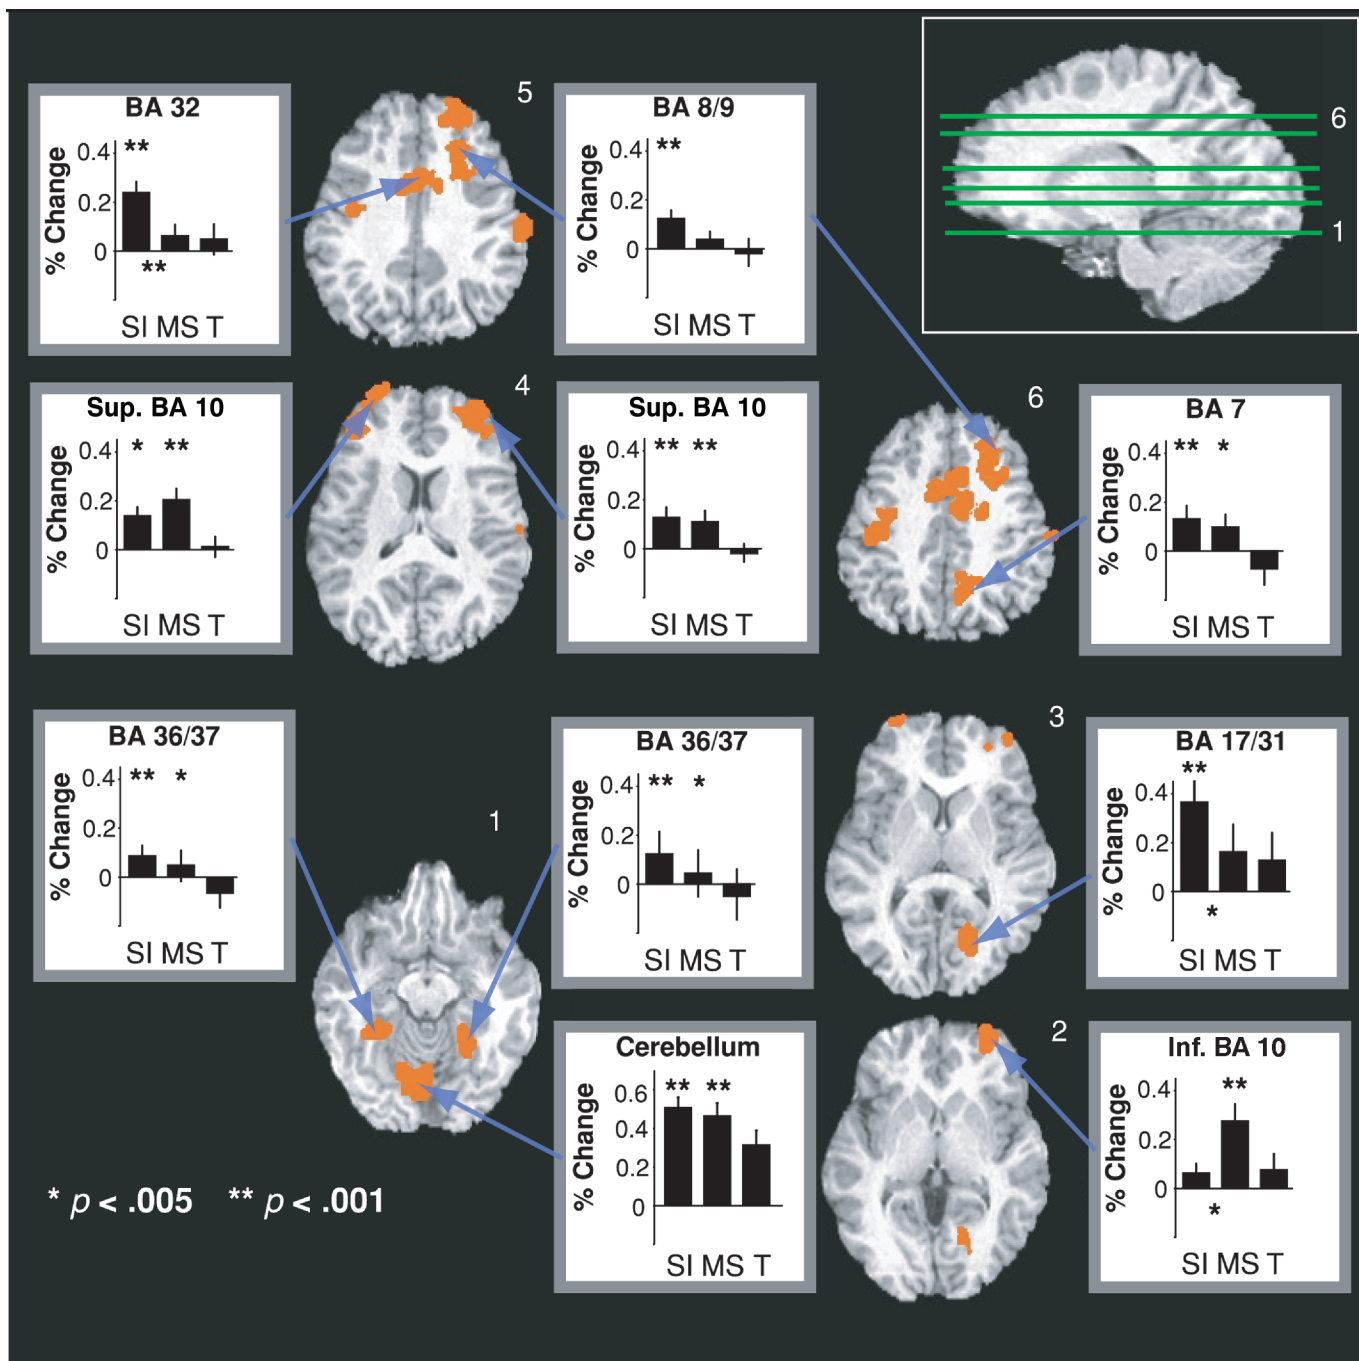 5
6
1
BA 32
% Change
0.4
0.2
0
**
**
SI MS T
BA 8/9
% Change
0.4
0.2
0
**
SI MS T
4
6
Sup. BA 10
% Change
0.4
0.2
0
* **
SI MS T
Sup. BA 10
% Change
0.4
0.2
0
** **
SI MS T
BA 7
% Change
0.4
0.2
0
** *
SI MS T
1
3
BA 36/37
% Change
0.4
0.2
0
** *
SI MS T
BA 36/37
% Change
0.4
0.2
0
** *
SI MS T
BA 17/31
% Change
0.4
0.2
0
**
*
SI MS T
2
Cerebellum
% Change
0.6
0.4
0.2
0
** **
SI MS T
Inf. BA 10
% Change
0.4
0.2
0
**
*
SI MS T
* p < .005 ** p < .001